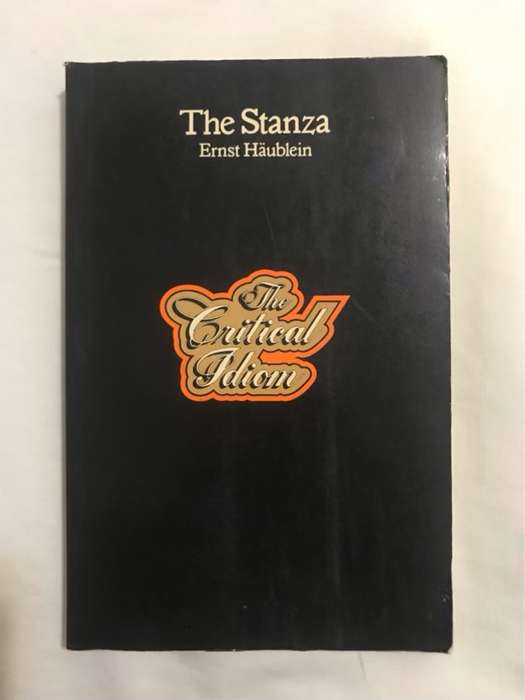 The Stanza
Ernst Häublein
The
Critical
Idiom